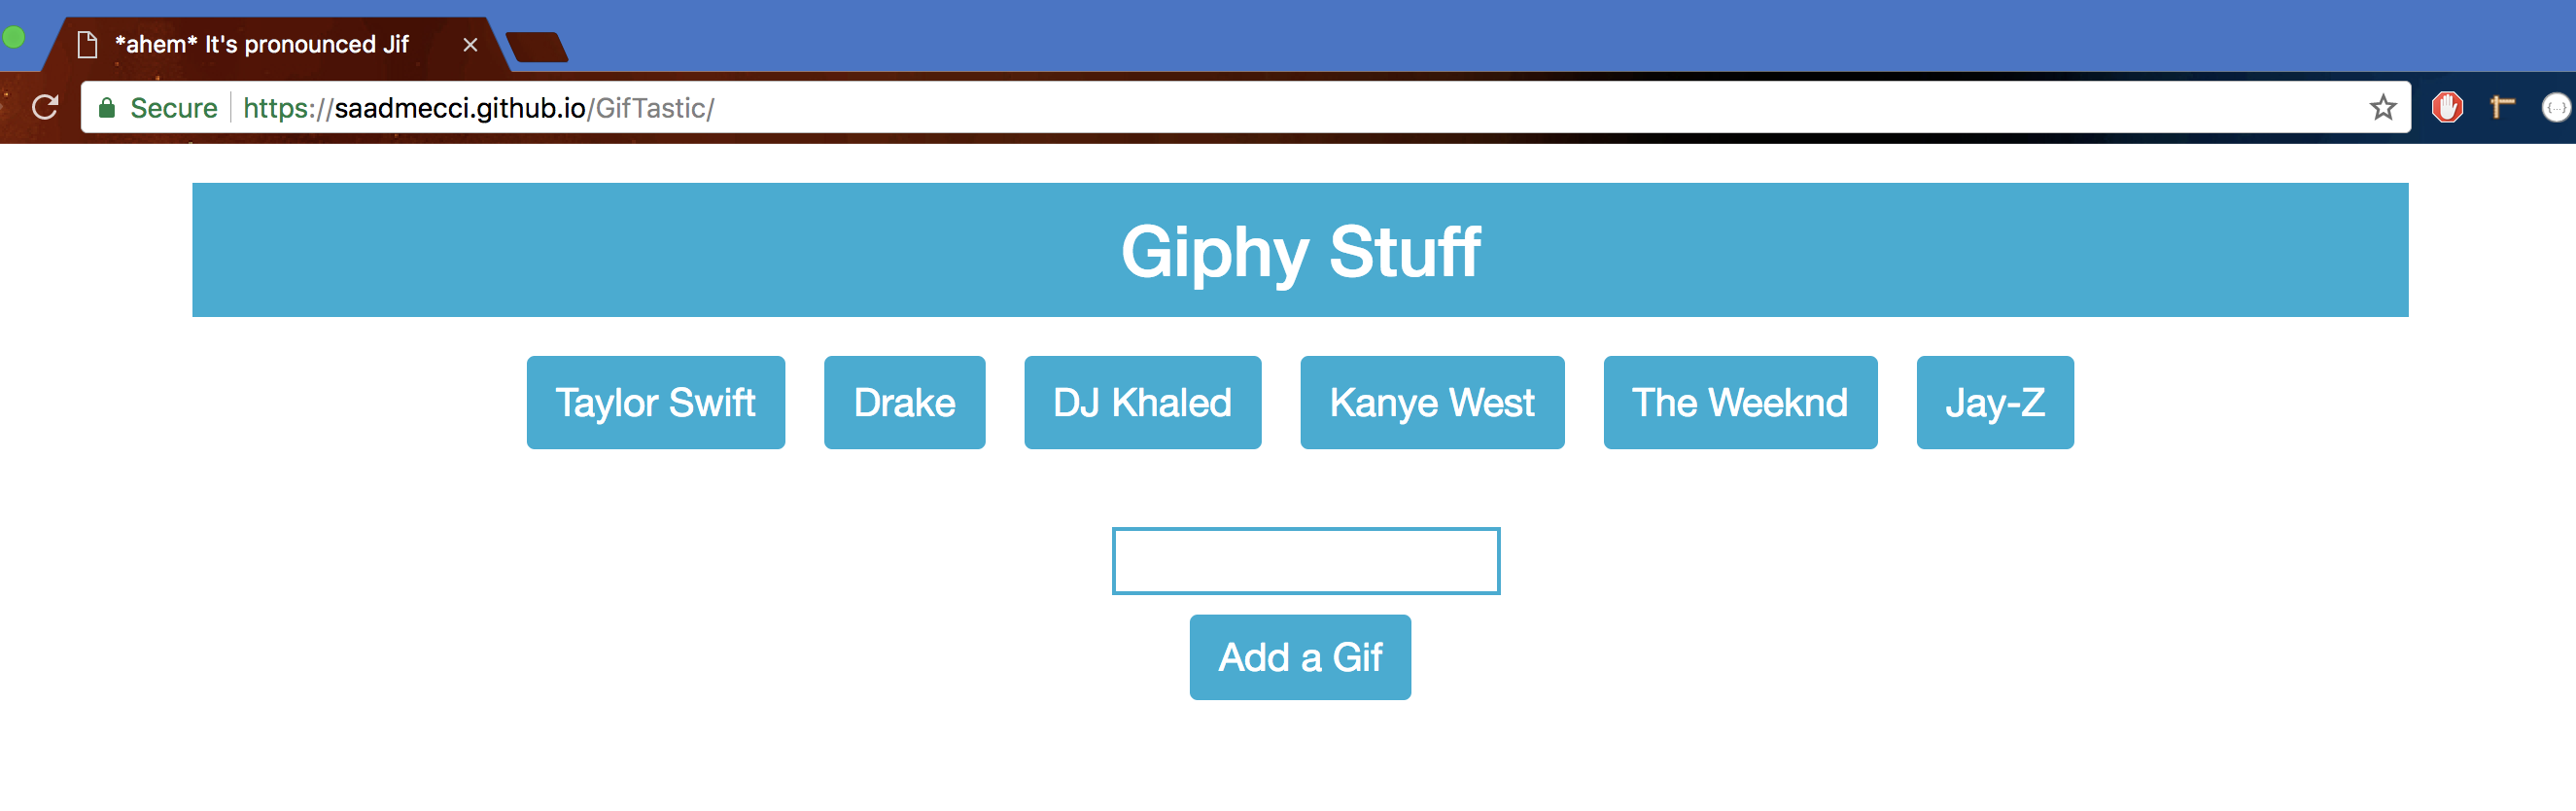 *ahem* It's pronounced Jif
Secure https://saadmecci.github.io/GifTastic/
Giphy Stuff
Taylor Swift Drake DJ Khaled Kanye West The Weeknd Jay-Z
Add a Gif